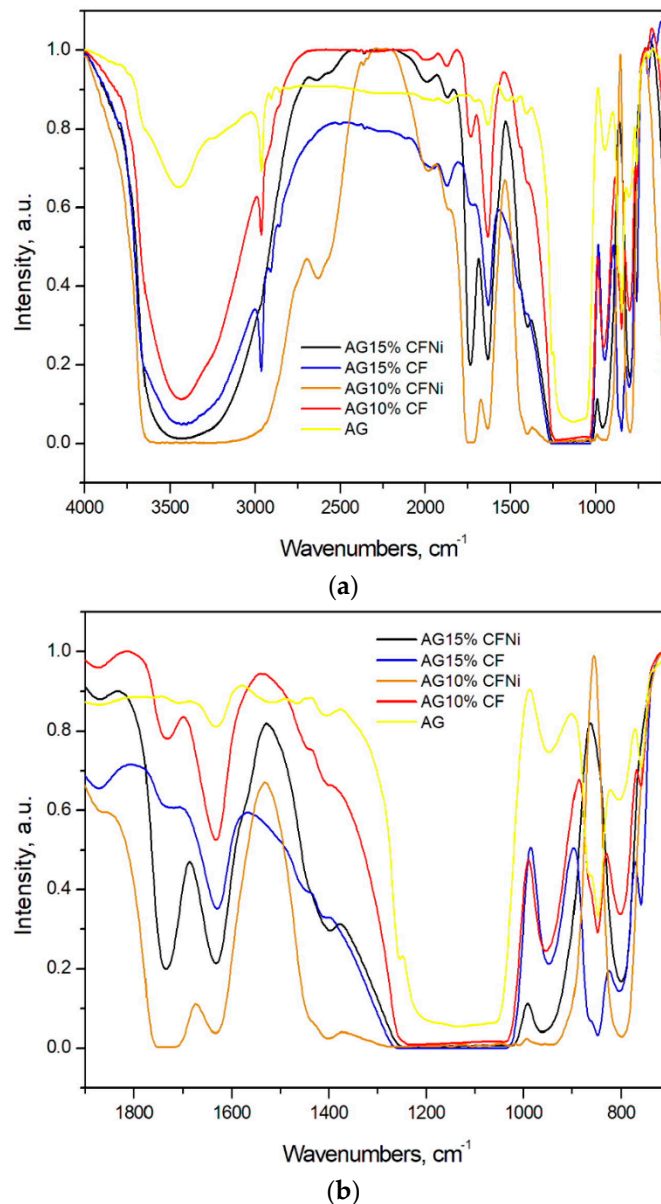 1.0
0.8
0.6
0.4
0.2
0.0
Intensity, a.u.
AG15% CFNi
AG15% CF
AG10% CFNi
AG10% CF
AG
4000 3500 3000 2500 2000 1500 1000
Wavenumbers, cm-1
(a)
1.0
0.8
0.6
0.4
0.2
0.0
Intensity, a.u.
AG15% CFNi
AG15% CF
AG10% CFNi
AG10% CF
AG
1800 1600 1400 1200 1000 800
Wavenumbers, cm-1
(b)